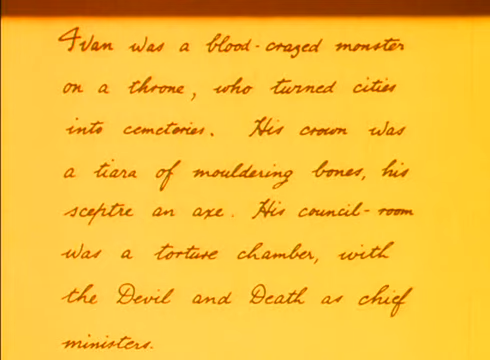 Ivan was a blood-crazed monster
on a throne, who turned cities
into cemeteries. His crown was
a tiara of mouldering bones, his
sceptre an axe. His council-room
was a torture chamber, with
the Devil and Death as chief
ministers.